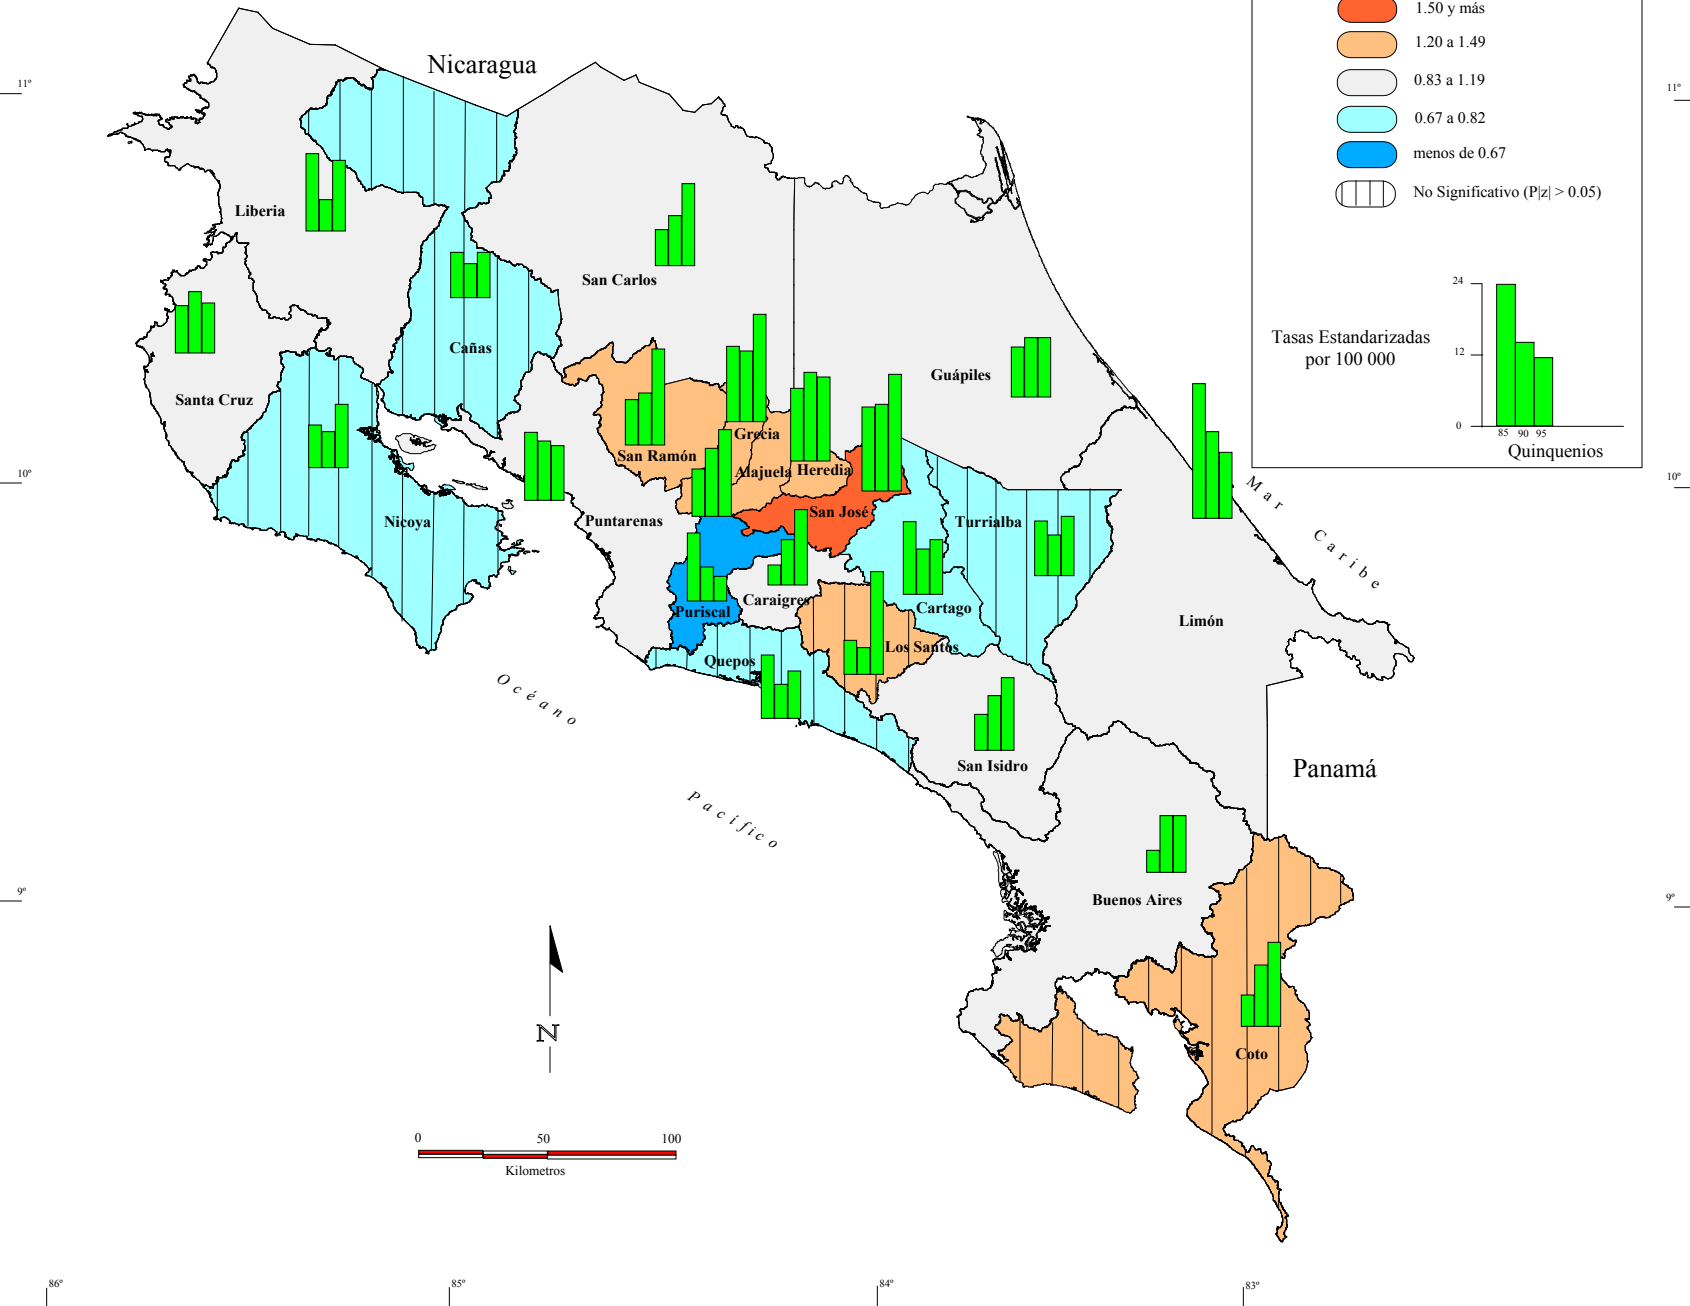 1.50 y más
1.20 a 1.49
0.83 a 1.19
0.67 a 0.82
menos de 0.67
No Significativo (P|z| > 0.05)
Tasas Estandarizadas
por 100 000
24
12
0
85 90 95
Quinquenios
Nicaragua
11º
11º
Liberia
San Carlos
Cañas
Santa Cruz
Guápiles
Grecia
San Ramón
Alajuela
Heredia
10º
10º
Mar Caribe
San José
Puntarenas
Nicoya
Turrialba
Caraigres
Puriscal
Cartago
Limón
Los Santos
Quepos
Océano
Pacífico
San Isidro
Panamá
Buenos Aires
9º
9º
N
Coto
0 50 100
Kilometros
86º
85º
84º
83º